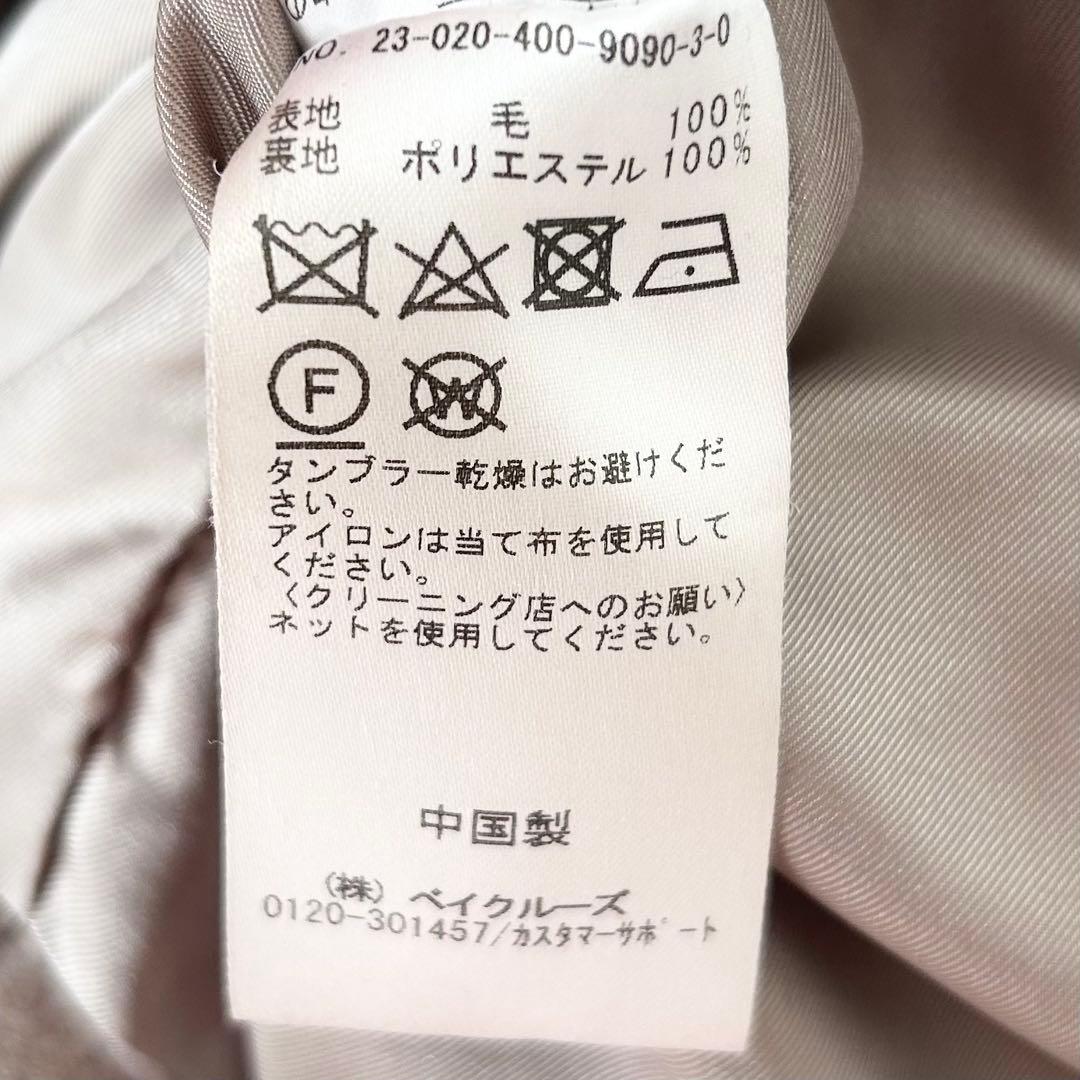 NO. 23-020-400-9090-3-0
表地 毛 100%
裏地 ポリエステル 100%
F W
タンブラー乾燥はお避けくだ
さい。
アイロンは当て布を使用して
ください。
〈クリーニング店へのお願い〉
ネットを使用してください。
中国製
(株) ベイクルーズ
0120-301457/カスタマーサポート